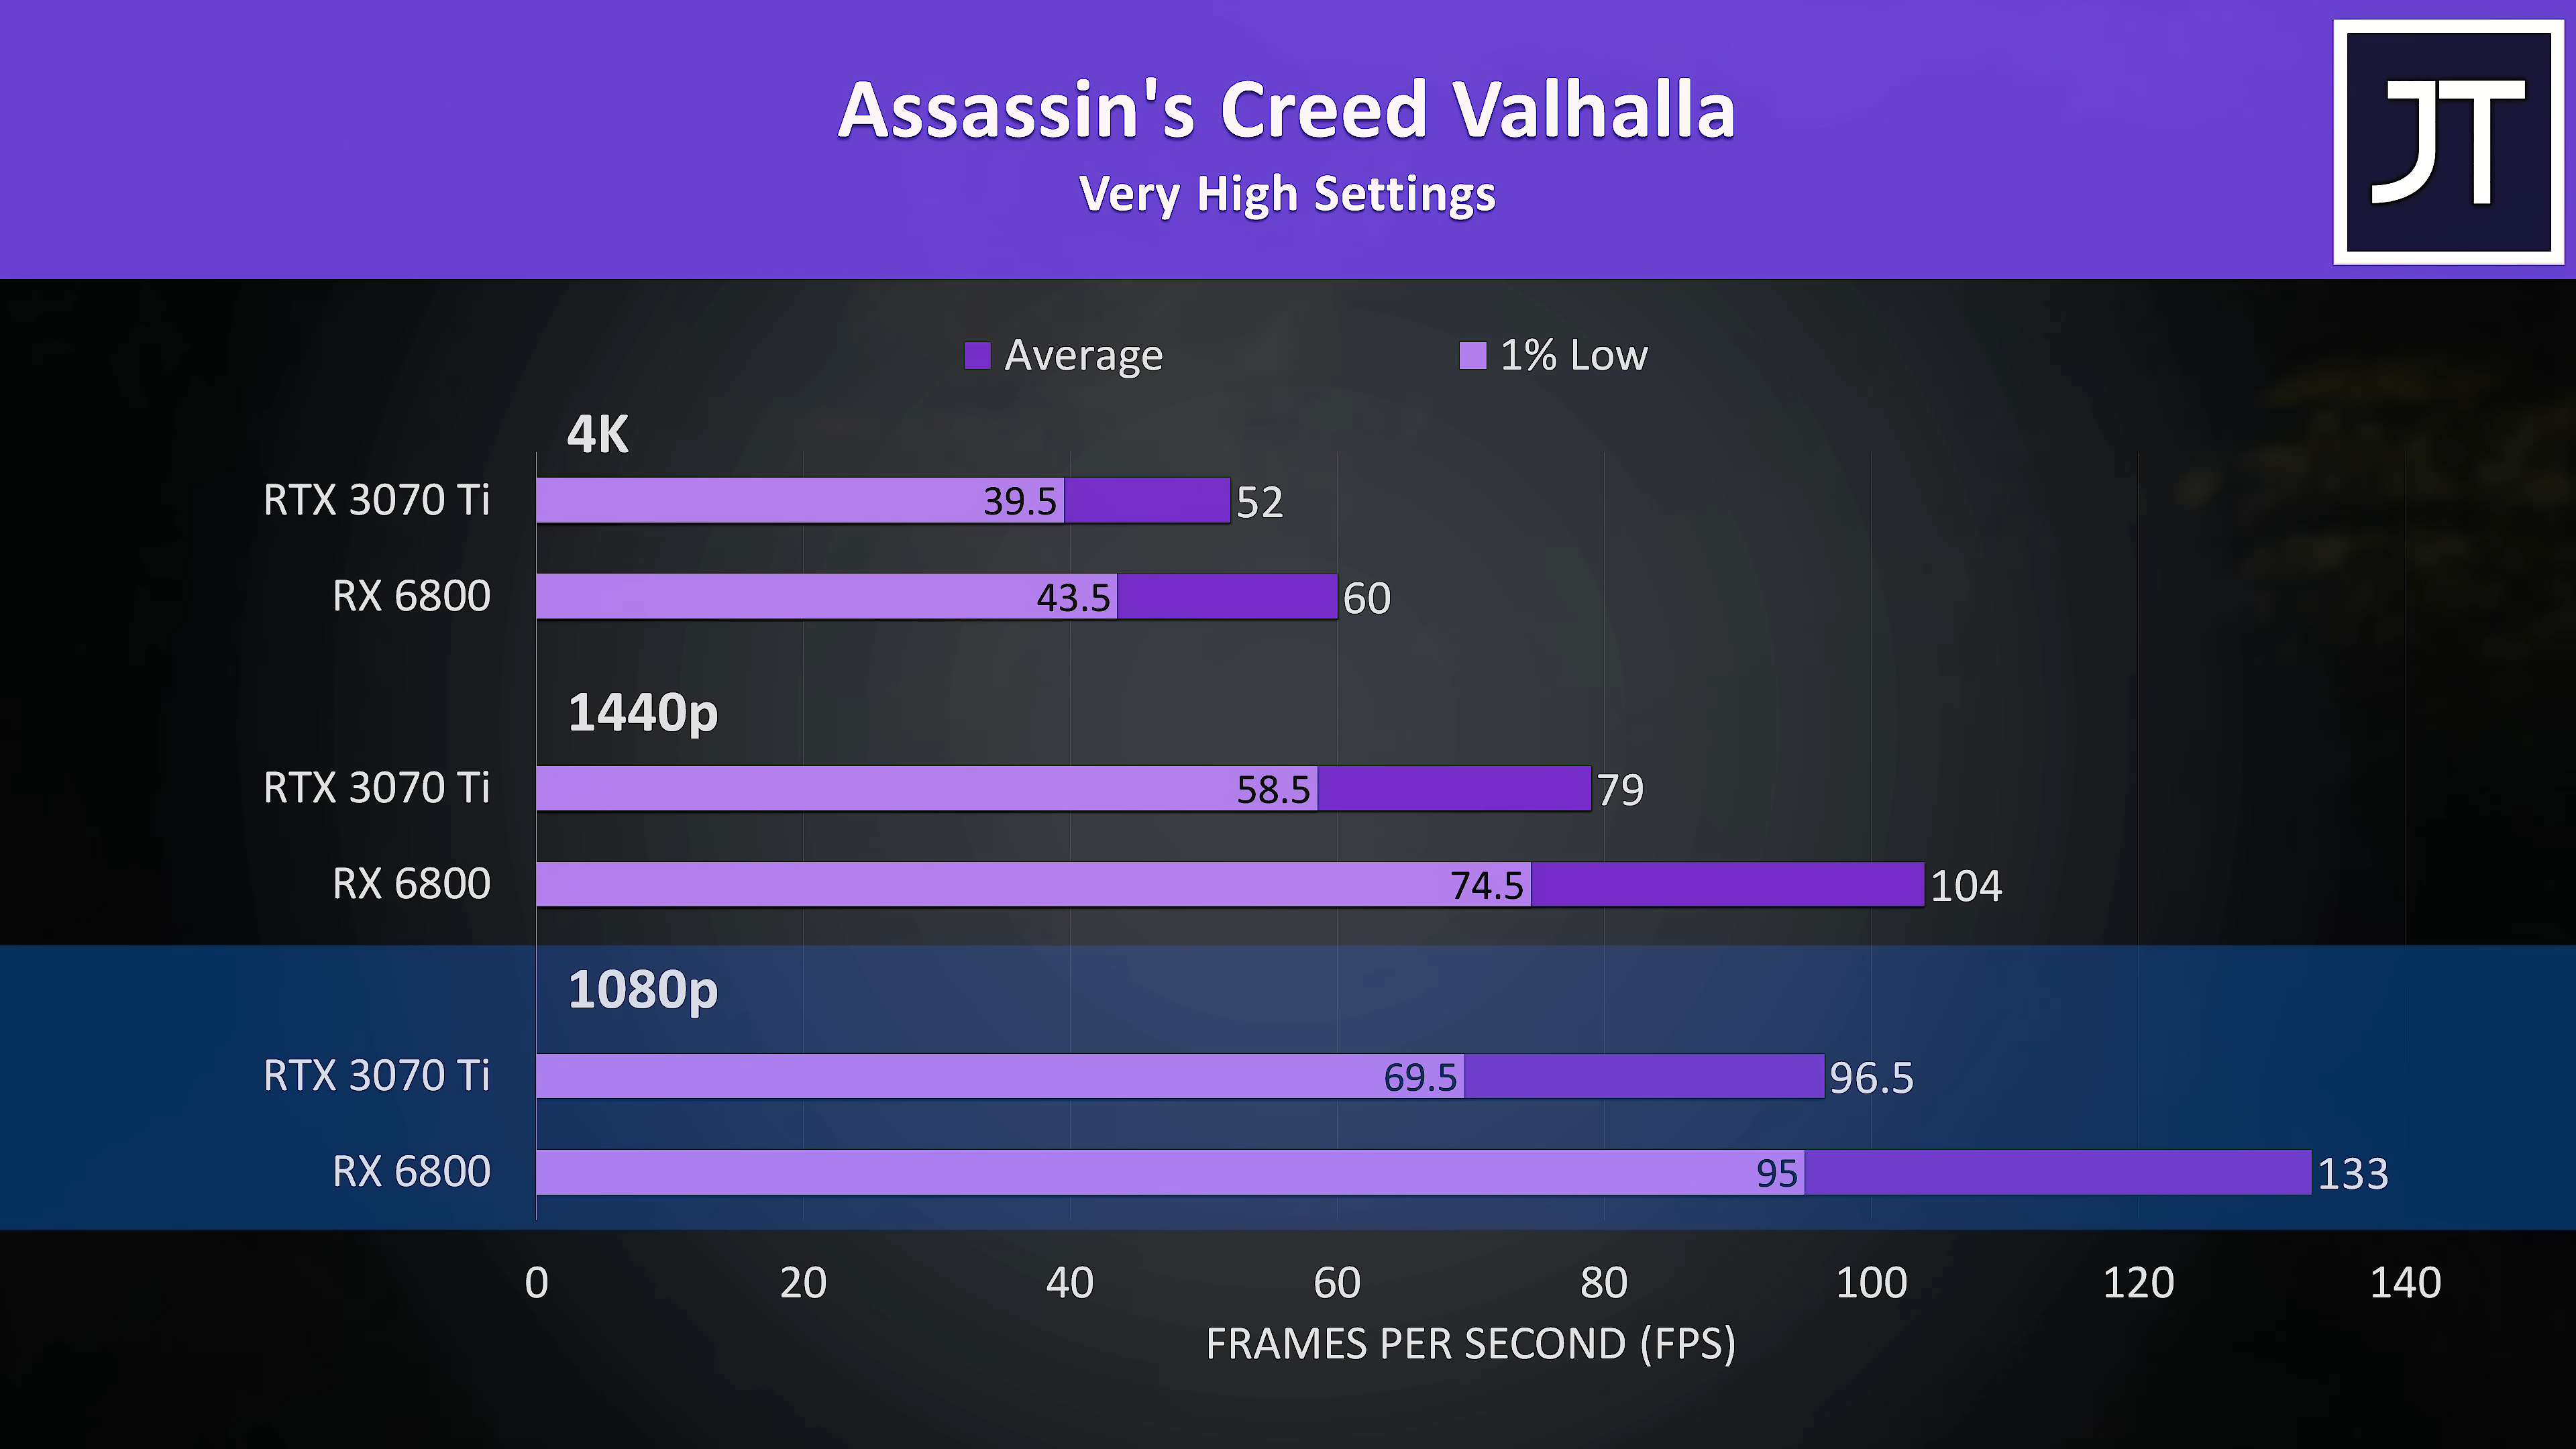 Assassin's Creed Valhalla
Very High Settings
JT
Average
1% Low
4K
RTX 3070 Ti
39.5
52
RX 6800
43.5
60
1440p
RTX 3070 Ti
58.5
79
RX 6800
74.5
104
1080p
RTX 3070 Ti
69.5
96.5
RX 6800
95
133
0 20 40 60 80 100 120 140
FRAMES PER SECOND (FPS)